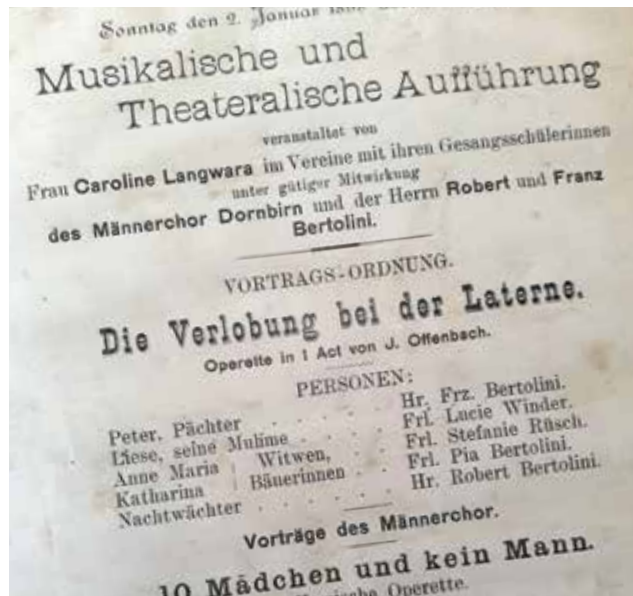 Sonntag den 2. Januar
Musikalische und
Theateralische Aufführung
veranstaltet von
Frau Caroline Langwara im Vereine mit ihren Gesangsschülerinnen
unter gütiger Mitwirkung
des Männerchor Dornbirn und der Herrn Robert und Franz
Bertolini.
VORTRAGS-ORDNUNG.
Die Verlobung bei der Laterne.
Operette in 1 Act von J. Offenbach.
PERSONEN:
Peter, Pächter . . . . . . Hr. Frz. Bertolini.
Liese, seine Muhme . . . . . Frl. Lucie Winder.
Anne Maria Witwen, . . Frl. Stefanie Rüsch.
Katharina Bäuerinnen . . Frl. Pia Bertolini.
Nachtwächter . . . . . . Hr. Robert Bertolini.
Vorträge des Männerchor.
10 Mädchen und kein Mann.
Operette.